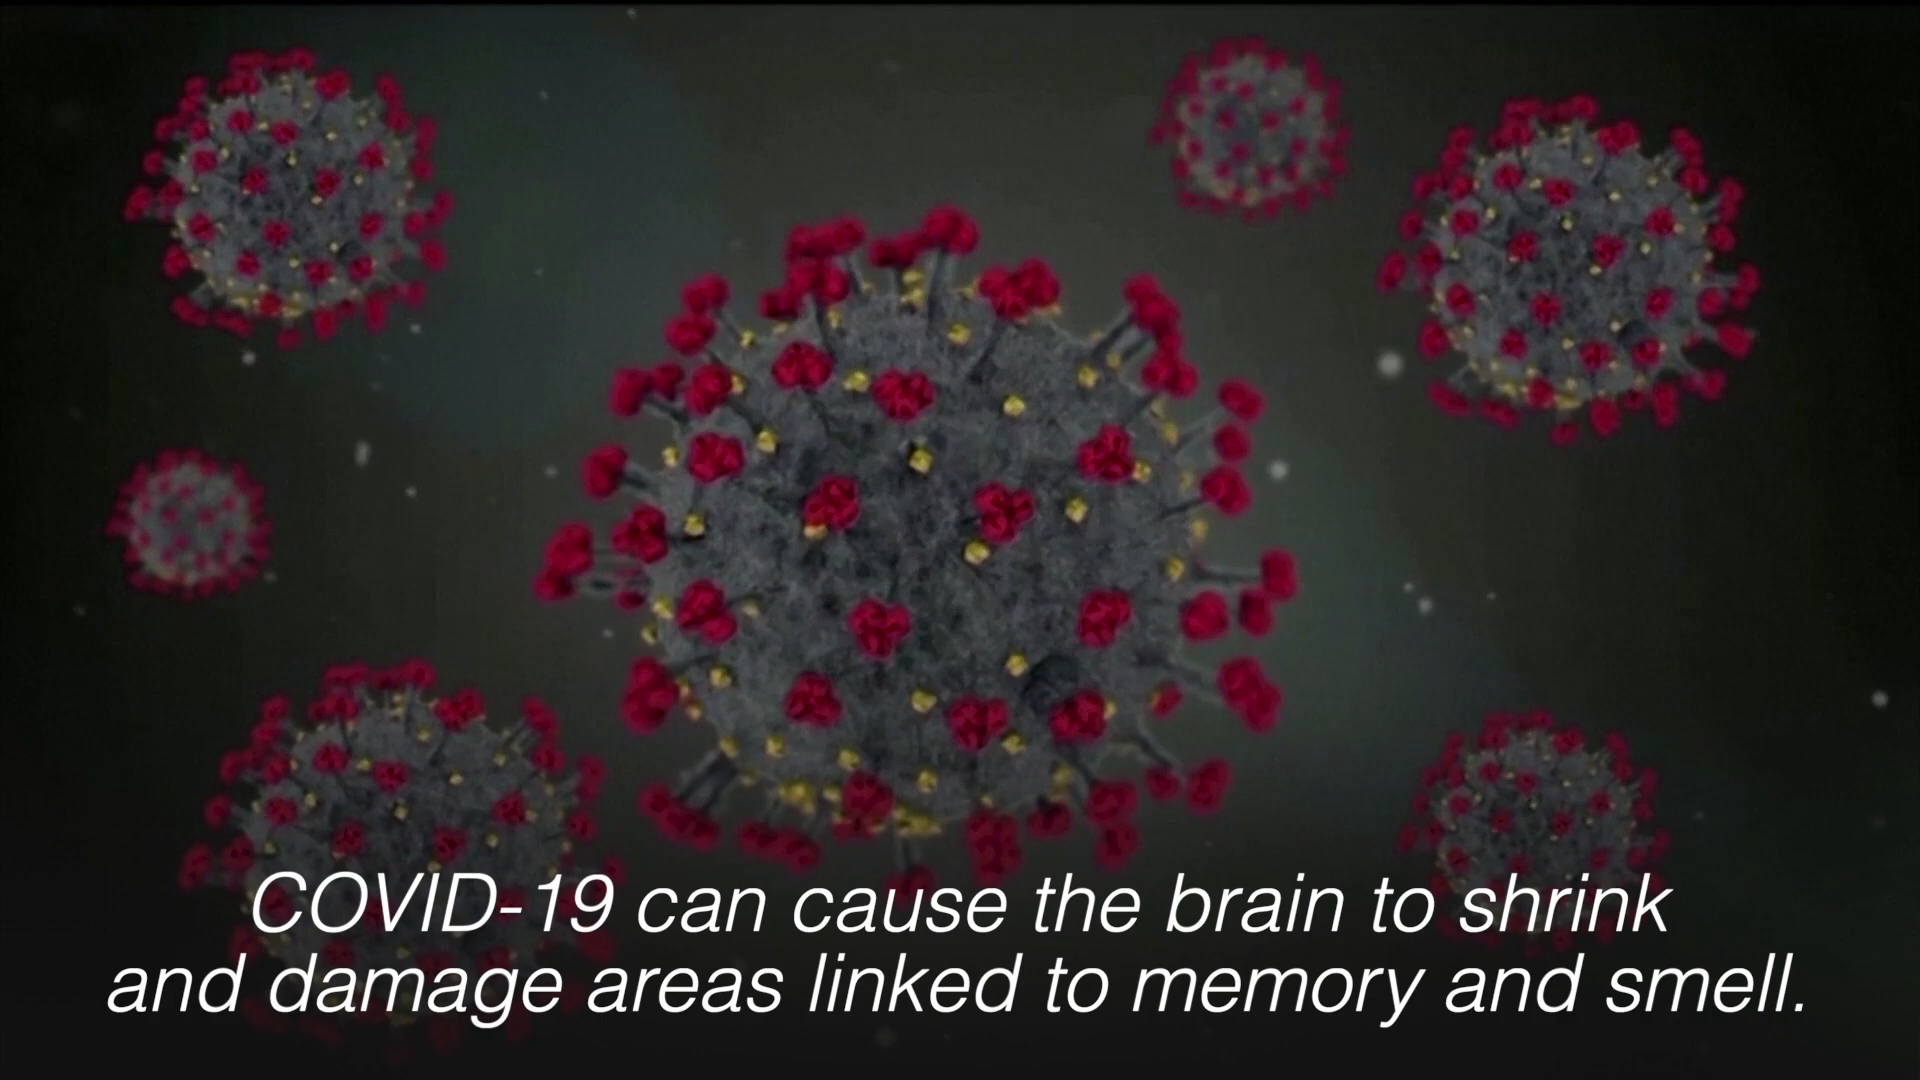 COVID-19 can cause the brain to shrink
and damage areas linked to memory and smell.